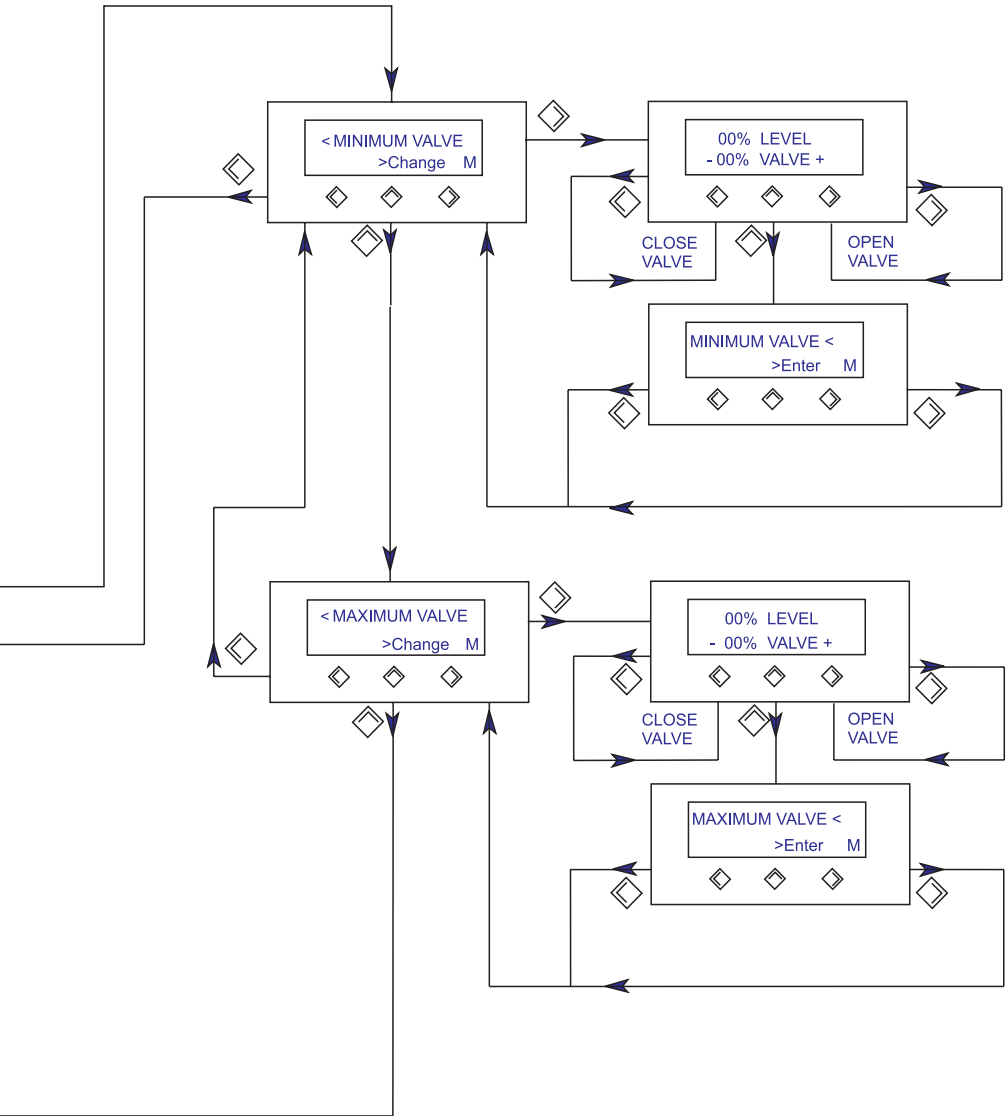 < MINIMUM VALVE
>Change M
00% LEVEL
- 00% VALVE +
CLOSE
VALVE
OPEN
VALVE
MINIMUM VALVE <
>Enter M
< MAXIMUM VALVE
>Change M
00% LEVEL
- 00% VALVE +
CLOSE
VALVE
OPEN
VALVE
MAXIMUM VALVE <
>Enter M